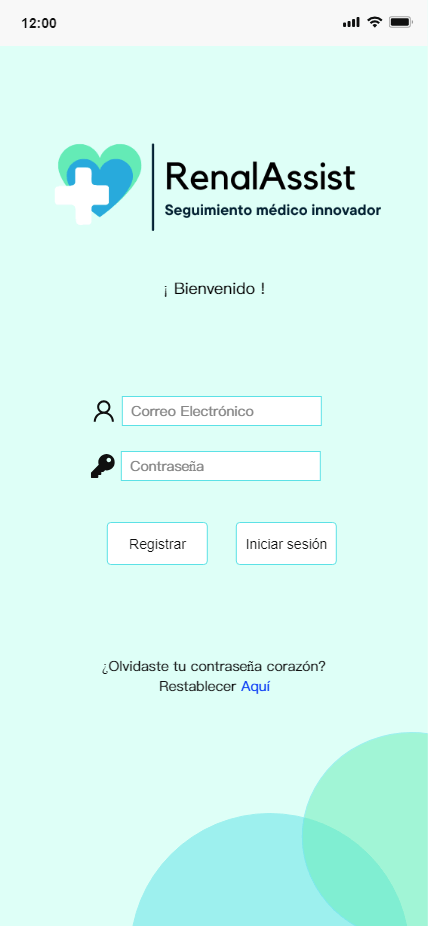 12:00
RenalAssist
Seguimiento médico innovador
¡ Bienvenido !
Correo Electrónico
Contraseña
Registrar
Iniciar sesión
¿Olvidaste tu contraseña corazón?
Restablecer Aquí